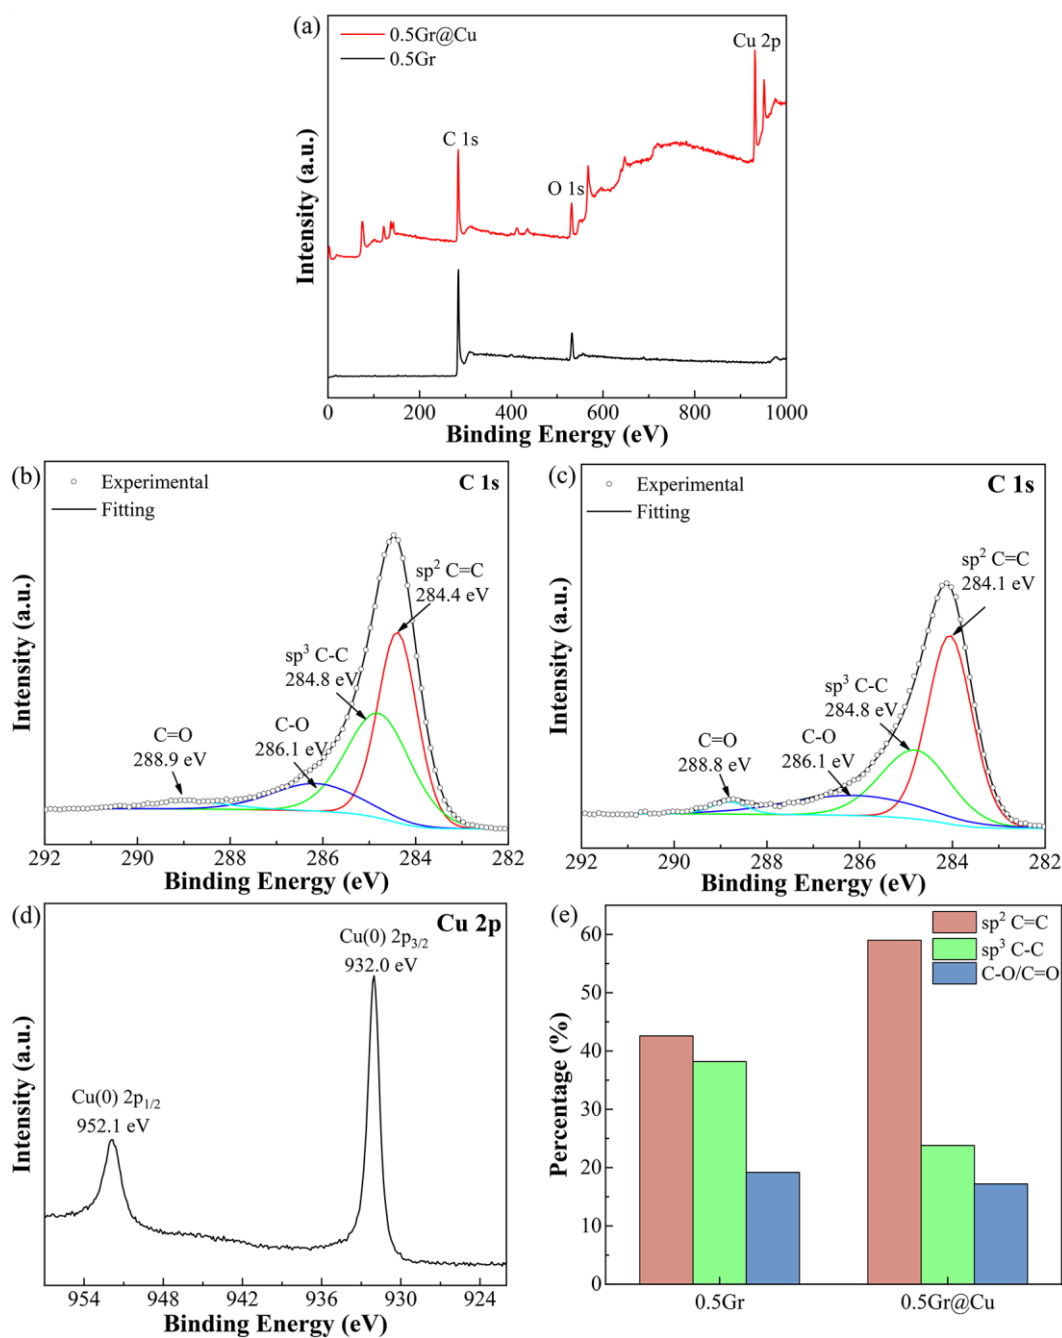 (a)
0.5Gr@Cu
0.5Gr
Cu 2p
C 1s
O 1s
Intensity (a.u.)
0 200 400 600 800 1000
Binding Energy (eV)
(b)
Experimental
Fitting
C 1s
sp² C=C
284.4 eV
sp³ C-C
284.8 eV
C-O
286.1 eV
C=O
288.9 eV
Intensity (a.u.)
292 290 288 286 284 282
Binding Energy (eV)
(c)
Experimental
Fitting
C 1s
sp² C=C
284.1 eV
sp³ C-C
284.8 eV
C-O
286.1 eV
C=O
288.8 eV
Intensity (a.u.)
292 290 288 286 284 282
Binding Energy (eV)
(d)
Cu 2p
Cu(0) 2p₃/₂
932.0 eV
Cu(0) 2p₁/₂
952.1 eV
Intensity (a.u.)
954 948 942 936 930 924
Binding Energy (eV)
(e)
sp² C=C
sp³ C-C
C-O/C=O
Percentage (%)
60
50
40
30
20
10
0
0.5Gr 0.5Gr@Cu